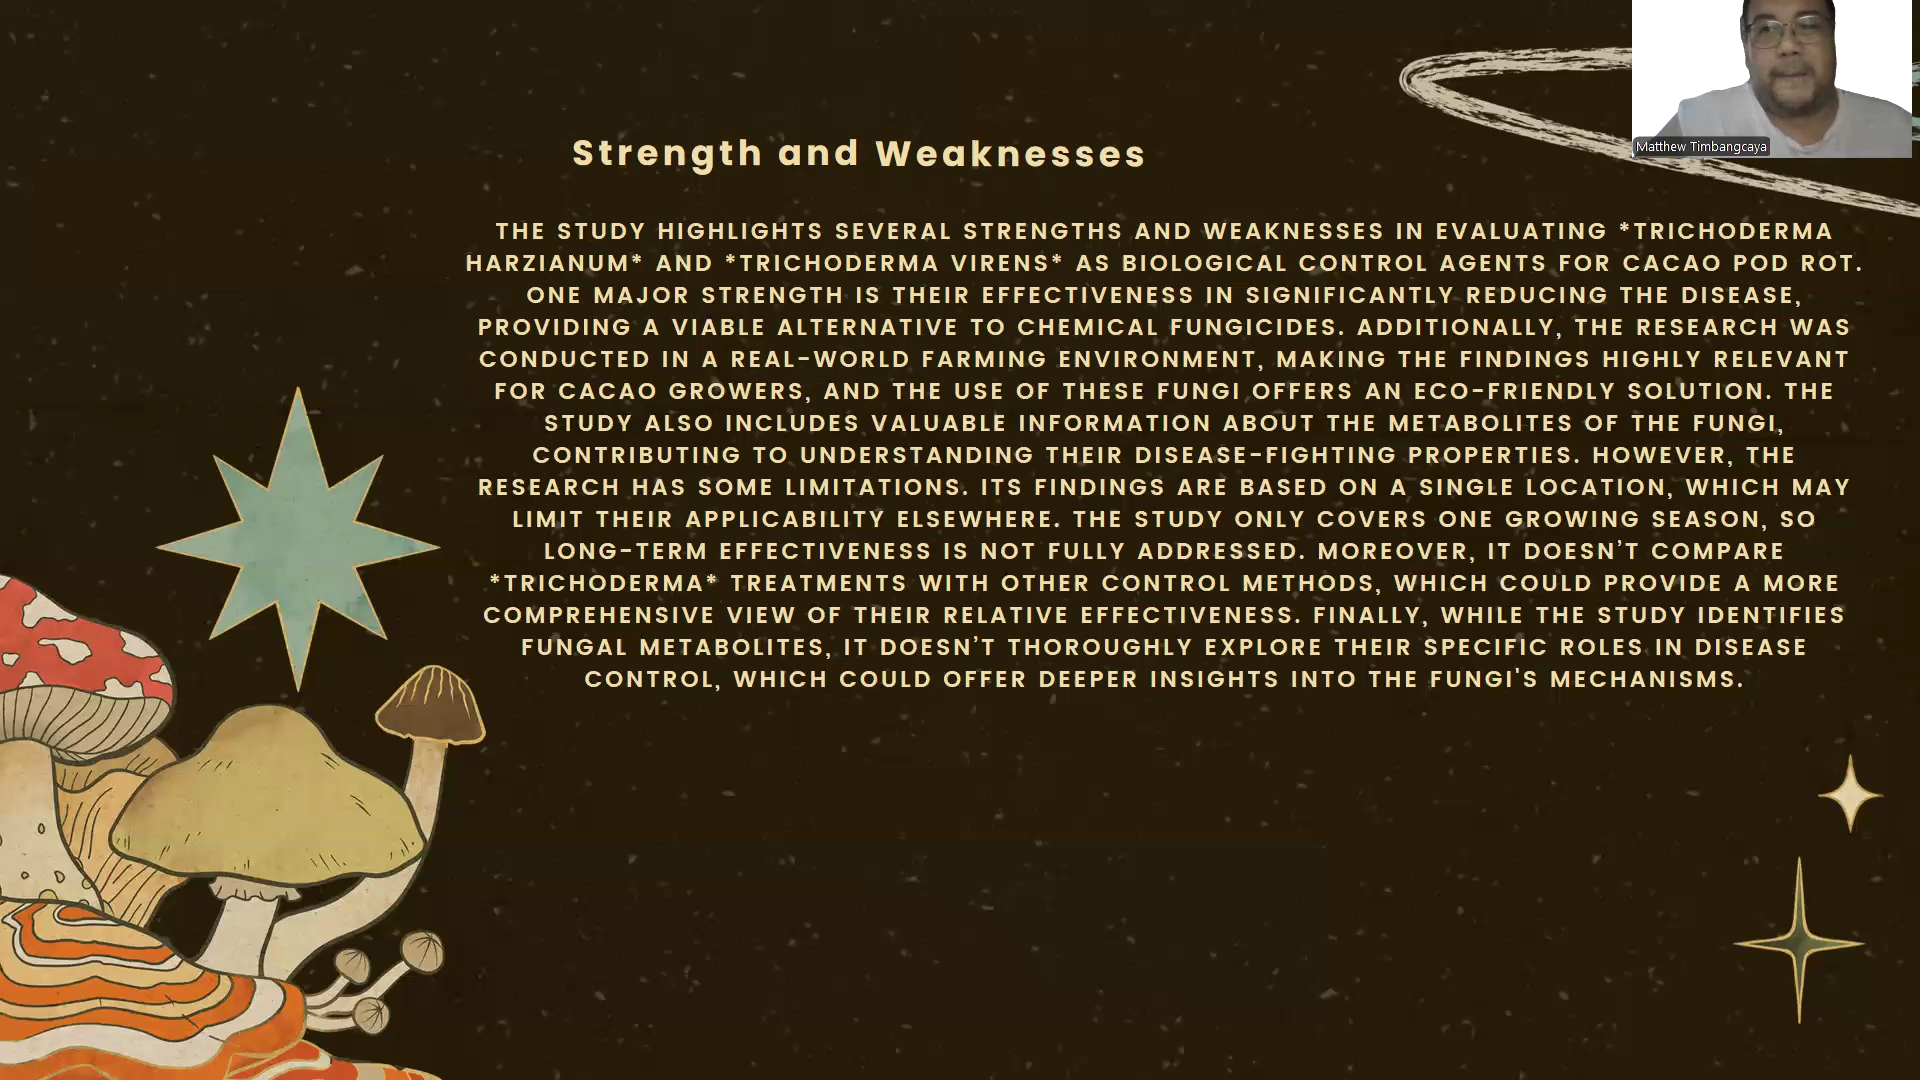 Matthew Timbangcaya
Strength and Weaknesses
THE STUDY HIGHLIGHTS SEVERAL STRENGTHS AND WEAKNESSES IN EVALUATING *TRICHODERMA
HARZIANUM* AND *TRICHODERMA VIRENS* AS BIOLOGICAL CONTROL AGENTS FOR CACAO POD ROT.
ONE MAJOR STRENGTH IS THEIR EFFECTIVENESS IN SIGNIFICANTLY REDUCING THE DISEASE,
PROVIDING A VIABLE ALTERNATIVE TO CHEMICAL FUNGICIDES. ADDITIONALLY, THE RESEARCH WAS
CONDUCTED IN A REAL-WORLD FARMING ENVIRONMENT, MAKING THE FINDINGS HIGHLY RELEVANT
FOR CACAO GROWERS, AND THE USE OF THESE FUNGI OFFERS AN ECO-FRIENDLY SOLUTION. THE
STUDY ALSO INCLUDES VALUABLE INFORMATION ABOUT THE METABOLITES OF THE FUNGI,
CONTRIBUTING TO UNDERSTANDING THEIR DISEASE-FIGHTING PROPERTIES. HOWEVER, THE
RESEARCH HAS SOME LIMITATIONS. ITS FINDINGS ARE BASED ON A SINGLE LOCATION, WHICH MAY
LIMIT THEIR APPLICABILITY ELSEWHERE. THE STUDY ONLY COVERS ONE GROWING SEASON, SO
LONG-TERM EFFECTIVENESS IS NOT FULLY ADDRESSED. MOREOVER, IT DOESN’T COMPARE
*TRICHODERMA* TREATMENTS WITH OTHER CONTROL METHODS, WHICH COULD PROVIDE A MORE
COMPREHENSIVE VIEW OF THEIR RELATIVE EFFECTIVENESS. FINALLY, WHILE THE STUDY IDENTIFIES
FUNGAL METABOLITES, IT DOESN’T THOROUGHLY EXPLORE THEIR SPECIFIC ROLES IN DISEASE
CONTROL, WHICH COULD OFFER DEEPER INSIGHTS INTO THE FUNGI'S MECHANISMS.